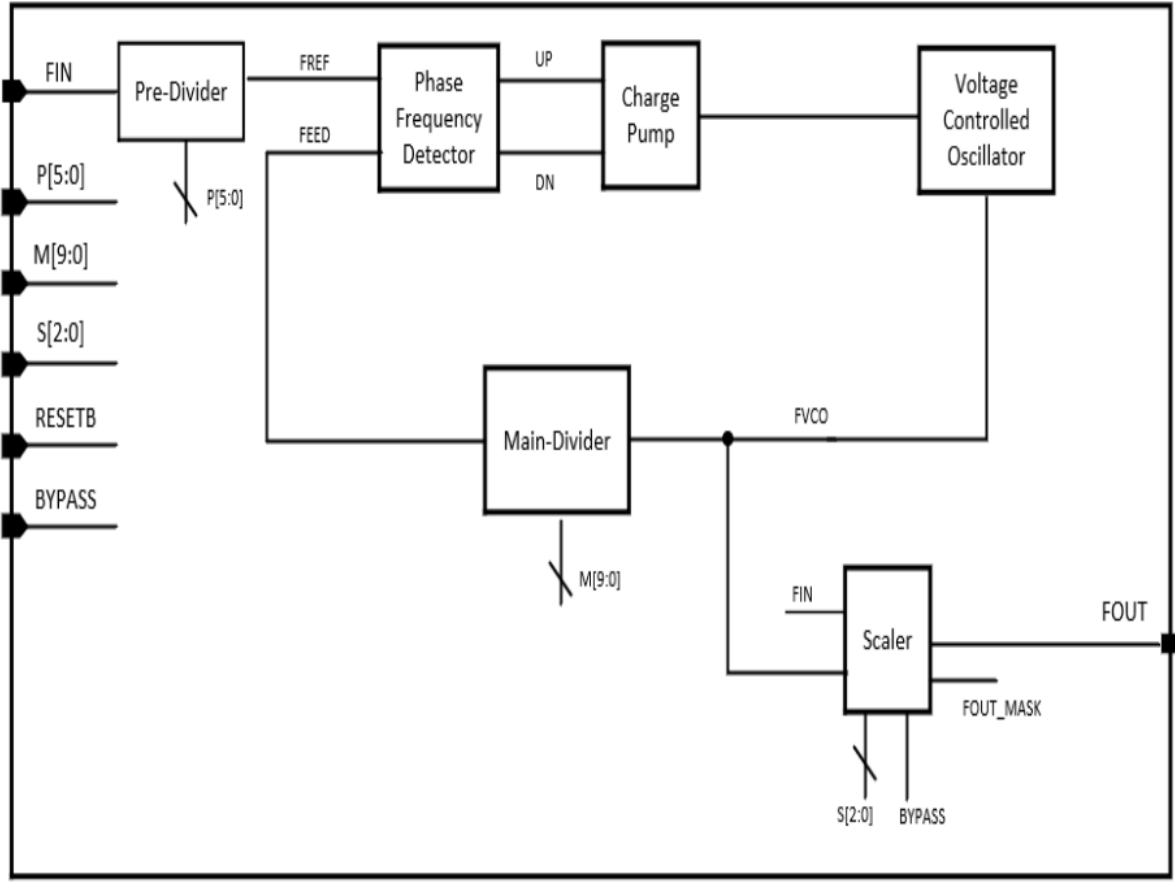 FIN
Pre-Divider
FREF
FEED
Phase
Frequency
Detector
UP
DN
Charge
Pump
Voltage
Controlled
Oscillator
P[5:0]
P[5:0]
M[9:0]
S[2:0]
RESETB
BYPASS
Main-Divider
FVCO
M[9:0]
FIN
Scaler
FOUT
FOUT_MASK
S[2:0]
BYPASS